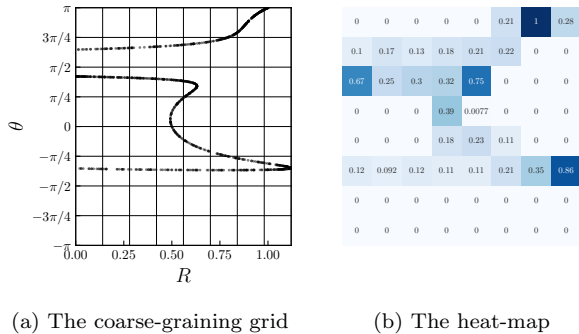 π
3π/4
π/2
π/4
0
−π/4
−π/2
−3π/4
−π
θ
0.00 0.25 0.50 0.75 1.00
R
0 0 0 0 0 0.21 1 0.28
0.1 0.17 0.13 0.18 0.21 0.22 0 0
0.67 0.25 0.3 0.32 0.75 0 0 0
0 0 0 0.39 0.0077 0 0 0
0 0 0 0.18 0.23 0.11 0 0
0.12 0.092 0.12 0.11 0.11 0.21 0.35 0.86
0 0 0 0 0 0 0 0
0 0 0 0 0 0 0 0
(a) The coarse-graining grid
(b) The heat-map